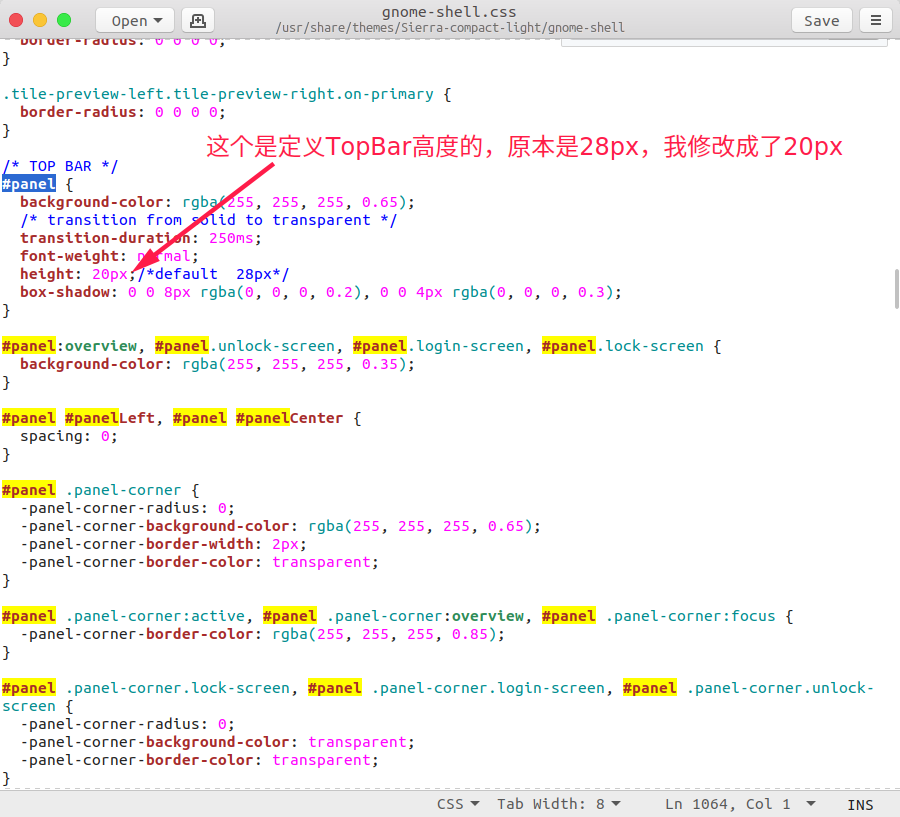 Open
gnome-shell.css
/usr/share/themes/Sierra-compact-light/gnome-shell
Save
border-radius: 0 0 0 0;
}
.tile-preview-left.tile-preview-right.on-primary {
border-radius: 0 0 0 0;
}
这个是定义TopBar高度的，原本是28px，我修改成了20px
/* TOP BAR */
#panel {
background-color: rgba(255, 255, 255, 0.65);
/* transition from solid to transparent */
transition-duration: 250ms;
font-weight: normal;
height: 20px;/*default  28px*/
box-shadow: 0 0 8px rgba(0, 0, 0, 0.2), 0 0 4px rgba(0, 0, 0, 0.3);
}
#panel:overview, #panel.unlock-screen, #panel.login-screen, #panel.lock-screen {
background-color: rgba(255, 255, 255, 0.35);
}
#panel #panelLeft, #panel #panelCenter {
spacing: 0;
}
#panel .panel-corner {
-panel-corner-radius: 0;
-panel-corner-background-color: rgba(255, 255, 255, 0.65);
-panel-corner-border-width: 2px;
-panel-corner-border-color: transparent;
}
#panel .panel-corner:active, #panel .panel-corner:overview, #panel .panel-corner:focus {
-panel-corner-border-color: rgba(255, 255, 255, 0.85);
}
#panel .panel-corner.lock-screen, #panel .panel-corner.login-screen, #panel .panel-corner.unlock-
screen {
-panel-corner-radius: 0;
-panel-corner-background-color: transparent;
-panel-corner-border-color: transparent;
}
CSS Tab Width: 8 Ln 1064, Col 1 INS